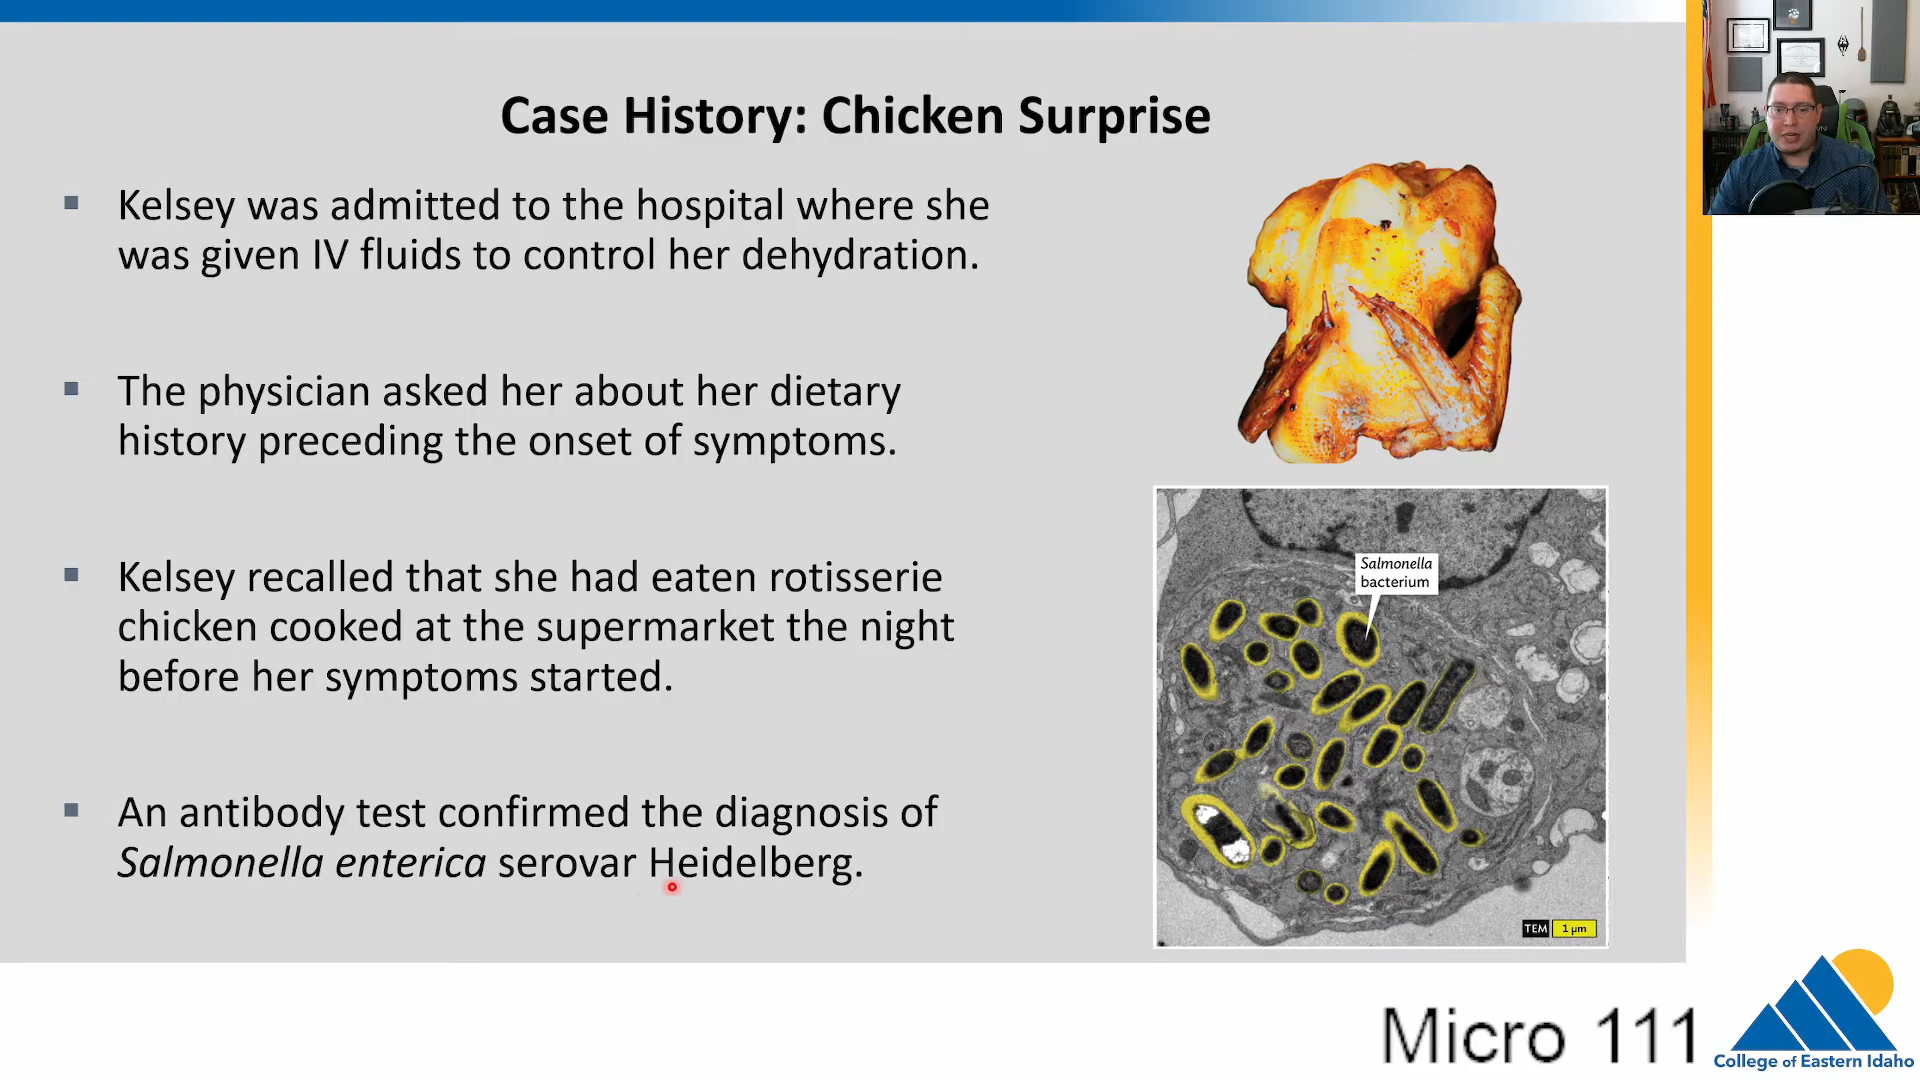 Case History: Chicken Surprise
Kelsey was admitted to the hospital where she
was given IV fluids to control her dehydration.
The physician asked her about her dietary
history preceding the onset of symptoms.
Kelsey recalled that she had eaten rotisserie
chicken cooked at the supermarket the night
before her symptoms started.
An antibody test confirmed the diagnosis of
Salmonella enterica serovar Heidelberg.
Salmonella
bacterium
TEM 1 µm
Micro 111
College of Eastern Idaho